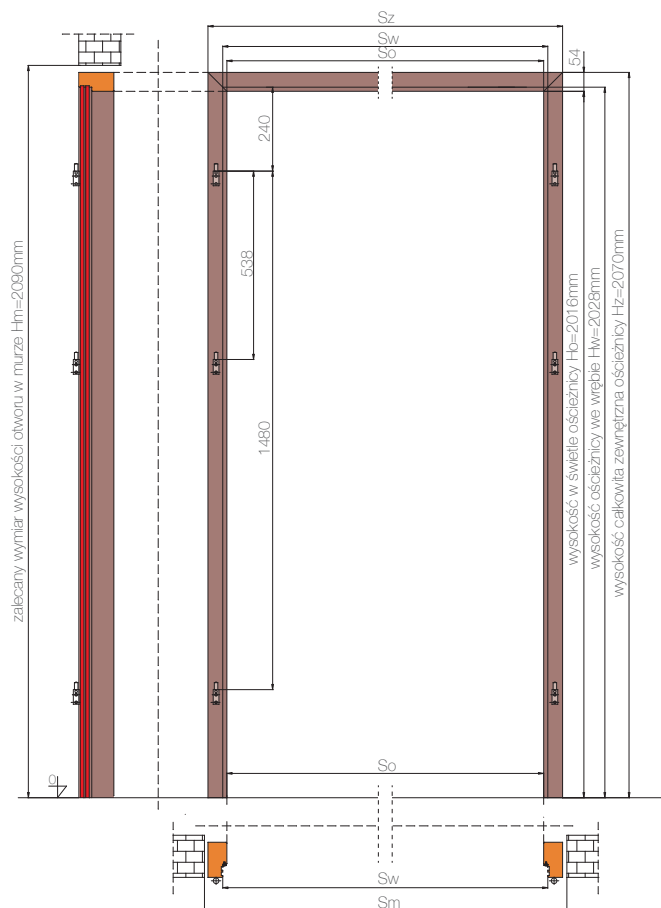 Sz
Sw
So
54
240
538
1480
zalecany wymiar wysokości otworu w murze Hm=2090mm
wysokość w świetle ościeżnicy Ho=2016mm
wysokość ościeżnicy we wrębie Hw=2028mm
wysokość całkowita zewnętrzna ościeżnicy Hz=2070mm
0
So
Sw
Sm